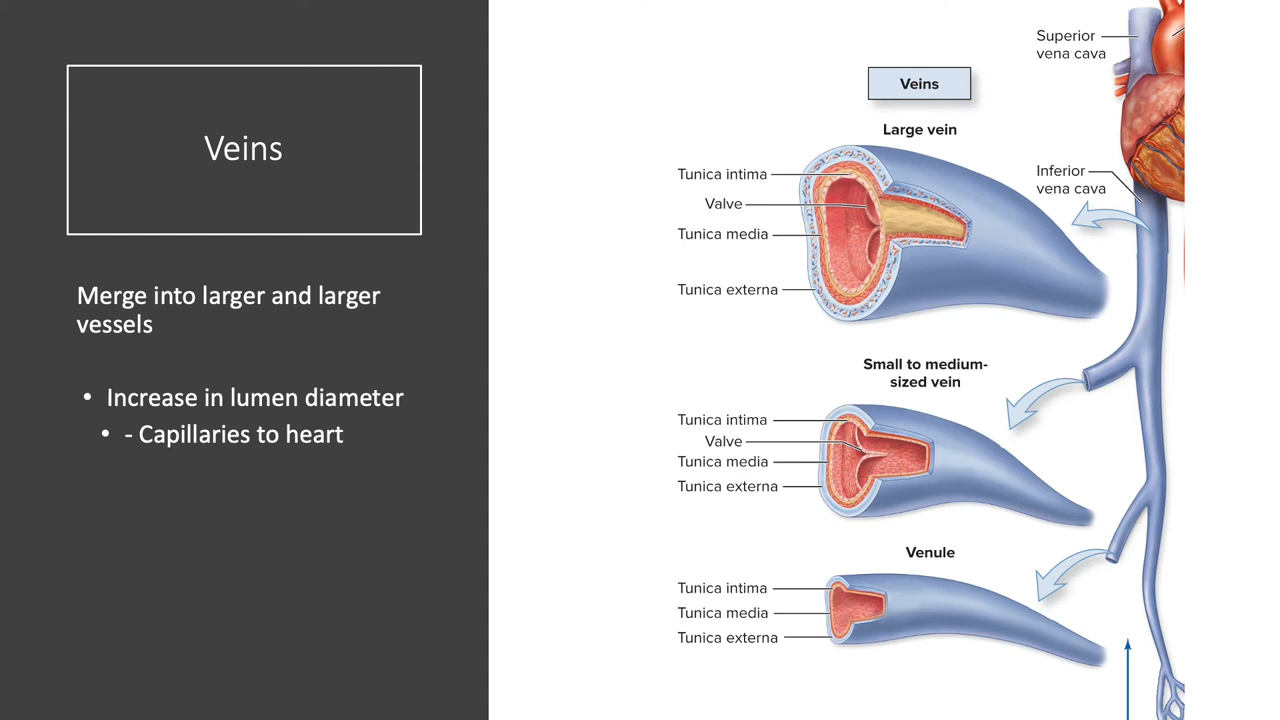 Veins
Merge into larger and larger
vessels
• Increase in lumen diameter
• - Capillaries to heart
Veins
Large vein
Tunica intima
Valve
Tunica media
Tunica externa
Superior
vena cava
Inferior
vena cava
Small to medium-
sized vein
Tunica intima
Valve
Tunica media
Tunica externa
Venule
Tunica intima
Tunica media
Tunica externa